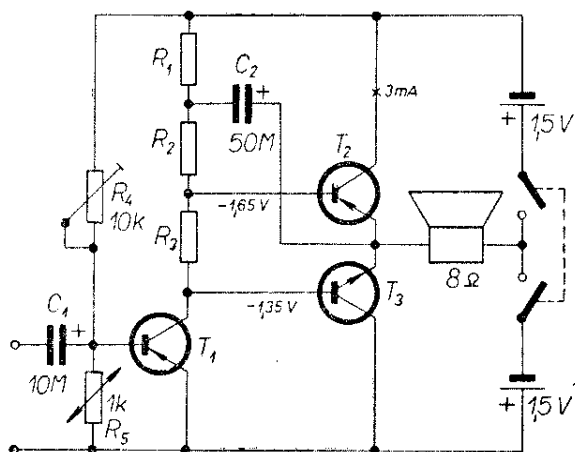 R1
C2
+
3mA
+
1,5V
R2
50M
T2
R4
10k
-1,65V
R3
8Ω
C1
+
T1
-1,35V
T3
10M
1k
R5
+
1,5V